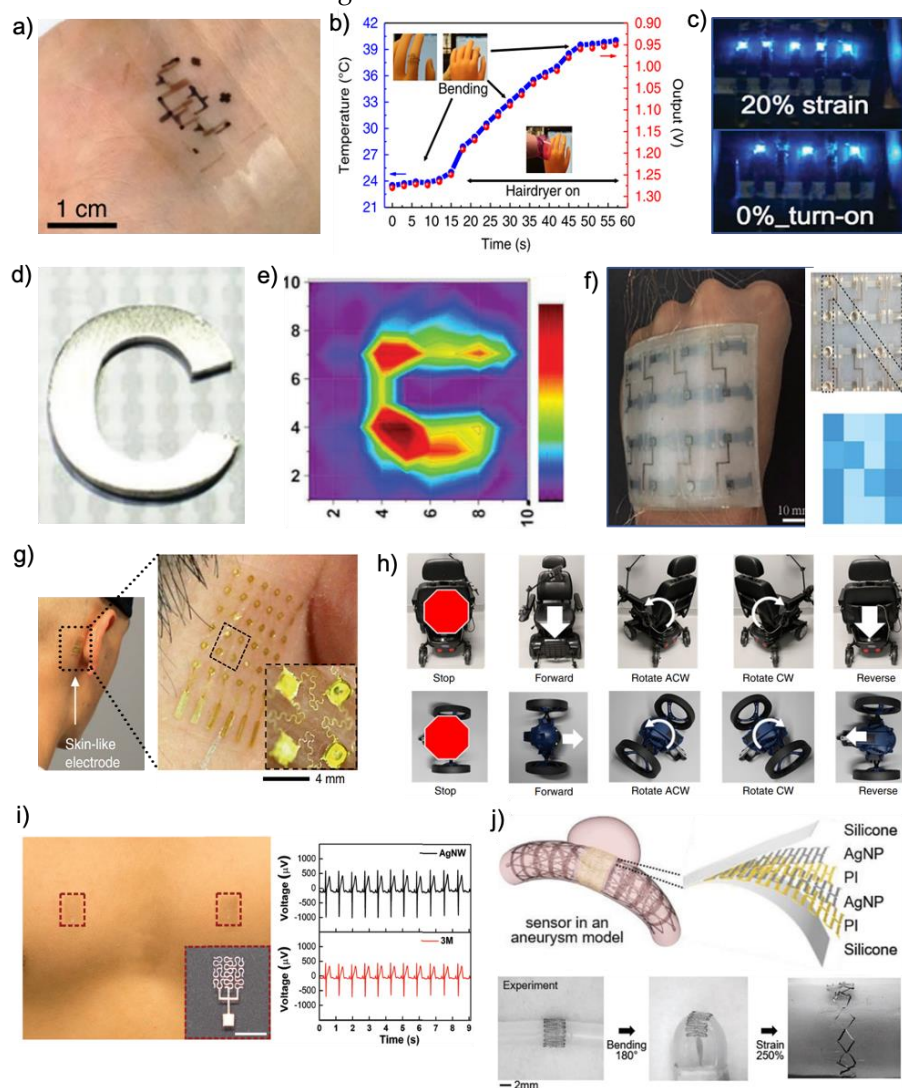 a)
1 cm
b)
Temperature (°C)
42
39
36
33
30
27
24
21
Bending
Hairdryer on
0.90
0.95
1.00
1.05
1.10
1.15
1.20
1.25
1.30
Output (V)
0 5 10 15 20 25 30 35 40 45 50 55 60
Time (s)
c)
20% strain
0%_turn-on
d)
e)
10
8
6
4
2
2 4 6 8 10
f)
10 mm
g)
Skin-like
electrode
4 mm
h)
Stop Forward Rotate ACW Rotate CW Reverse
Stop Forward Rotate ACW Rotate CW Reverse
i)
Voltage (μV)
1000
500
0
-500
-1000
AgNW
Voltage (μV)
1000
500
0
-500
-1000
3M
0 1 2 3 4 5 6 7 8 9
Time (s)
j)
sensor in an
aneurysm model
Silicone
AgNP
PI
AgNP
PI
Silicone
Experiment
Bending
180°
Strain
250%
2mm